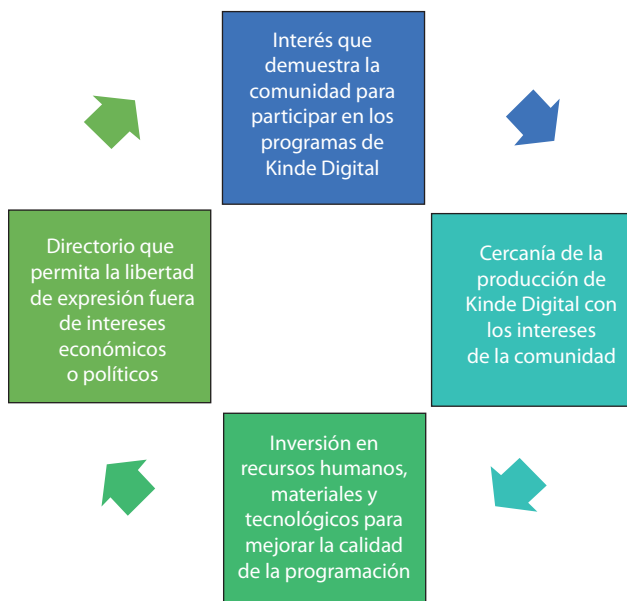 Interés que
demuestra la
comunidad para
participar en los
programas de
Kinde Digital
Directorio que
permita la libertad
de expresión fuera
de intereses
económicos
o políticos
Cercanía de la
producción de
Kinde Digital con
los intereses
de la comunidad
Inversión en
recursos humanos,
materiales y
tecnológicos para
mejorar la calidad
de la programación